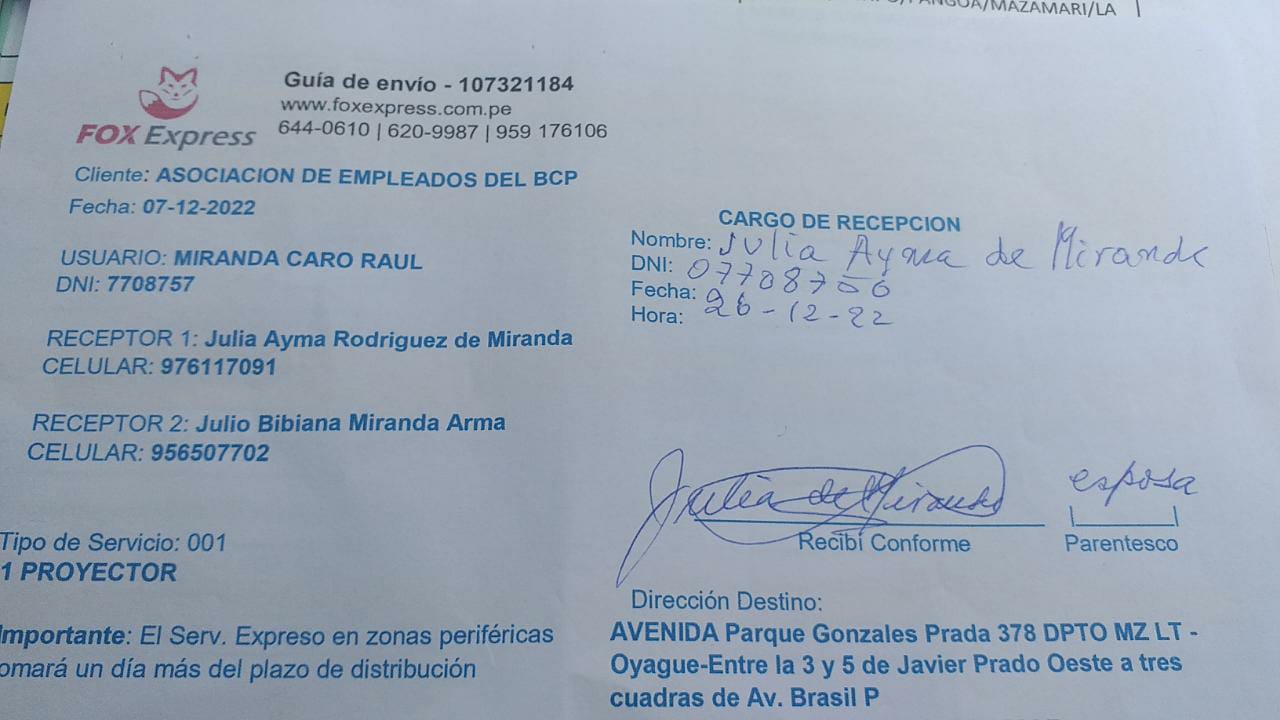 /MAZAMARI/LA
FOX Express
Guía de envío - 107321184
www.foxexpress.com.pe
644-0610 | 620-9987 | 959 176106
Cliente: ASOCIACION DE EMPLEADOS DEL BCP
Fecha: 07-12-2022
USUARIO: MIRANDA CARO RAUL
DNI: 7708757
RECEPTOR 1: Julia Ayma Rodriguez de Miranda
CELULAR: 976117091
RECEPTOR 2: Julio Bibiana Miranda Arma
CELULAR: 956507702
Tipo de Servicio: 001
1 PROYECTOR
Importante: El Serv. Expreso en zonas periféricas
omará un día más del plazo de distribución
CARGO DE RECEPCION
Nombre: Julia Ayma de Miranda
DNI: 07708756
Fecha: 26-12-22
Hora:
Julia de Miranda
esposa
Recibí Conforme
Parentesco
Dirección Destino:
AVENIDA Parque Gonzales Prada 378 DPTO MZ LT -
Oyague-Entre la 3 y 5 de Javier Prado Oeste a tres
cuadras de Av. Brasil P